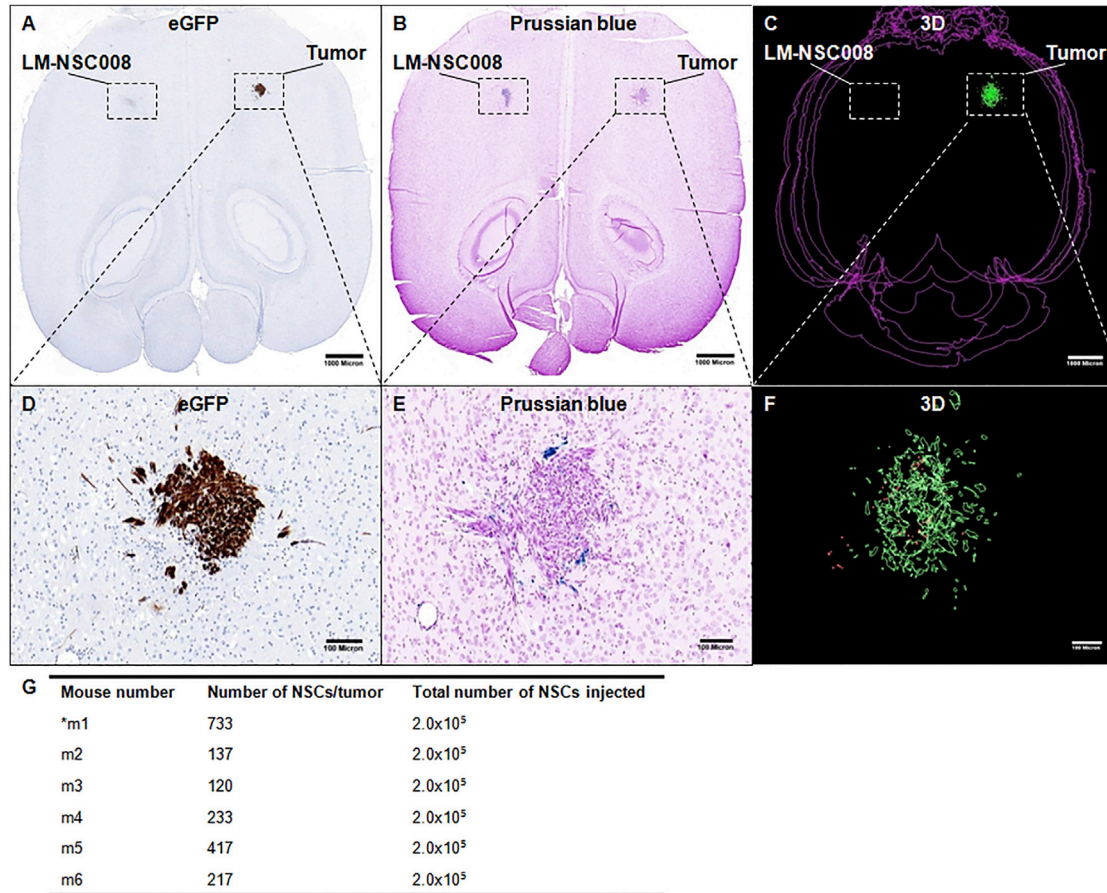 A
eGFP
LM-NSC008
Tumor
1000 Micron
B
Prussian blue
LM-NSC008
Tumor
1000 Micron
C
3D
LM-NSC008
Tumor
1000 Micron
D
eGFP
100 Micron
E
Prussian blue
100 Micron
F
3D
100 Micron
G
Mouse number Number of NSCs/tumor Total number of NSCs injected
*m1 733 2.0x10⁵
m2 137 2.0x10⁵
m3 120 2.0x10⁵
m4 233 2.0x10⁵
m5 417 2.0x10⁵
m6 217 2.0x10⁵